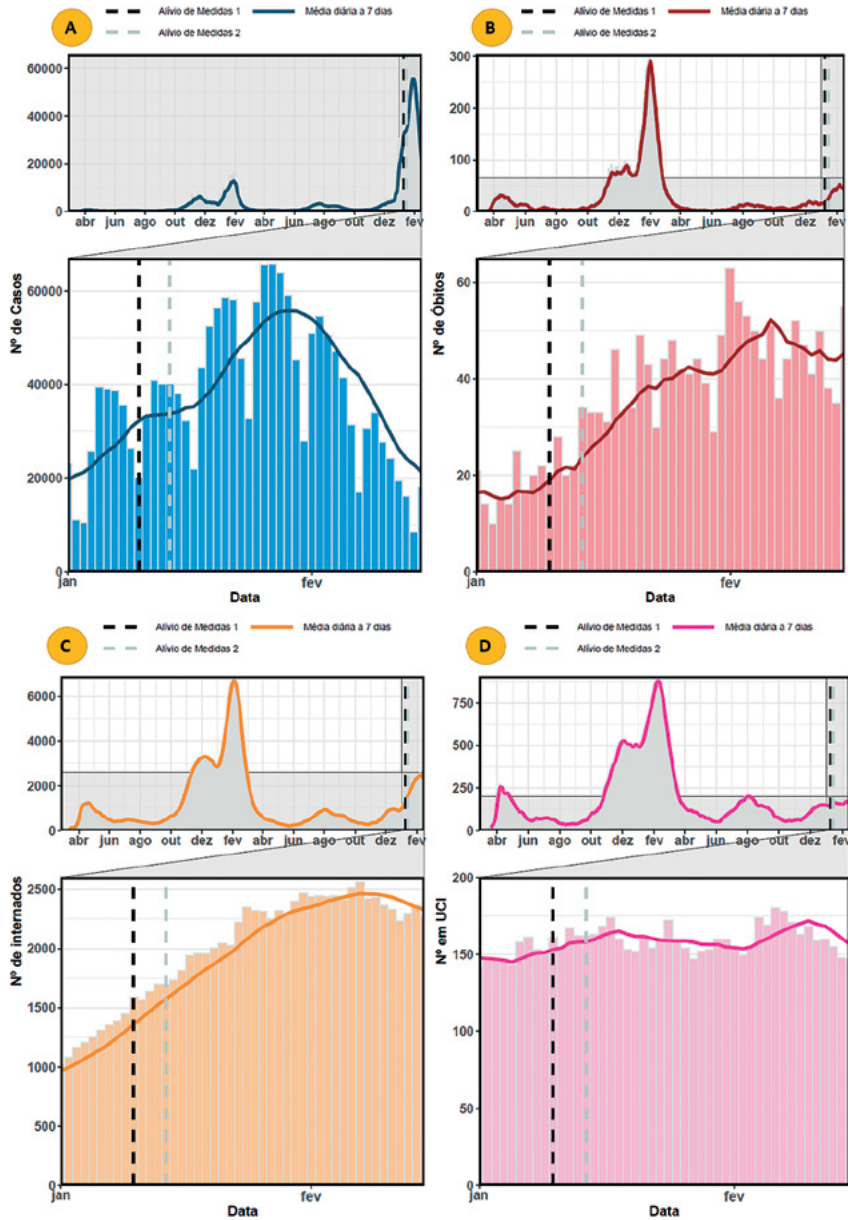 A
Alívio de Medidas 1
Média diária a 7 dias
Alívio de Medidas 2
60000
40000
20000
0
abr jun ago out dez fev abr jun ago out dez fev
Nº de Casos
60000
40000
20000
0
jan fev
Data
B
Alívio de Medidas 1
Média diária a 7 dias
Alívio de Medidas 2
300
200
100
0
abr jun ago out dez fev abr jun ago out dez fev
Nº de Óbitos
60
40
20
0
jan fev
Data
C
Alívio de Medidas 1
Média diária a 7 dias
Alívio de Medidas 2
6000
4000
2000
0
abr jun ago out dez fev abr jun ago out dez fev
Nº de internados
2500
2000
1500
1000
500
0
jan fev
Data
D
Alívio de Medidas 1
Média diária a 7 dias
Alívio de Medidas 2
750
500
250
0
abr jun ago out dez fev abr jun ago out dez fev
Nº em UCI
200
150
100
50
0
jan fev
Data